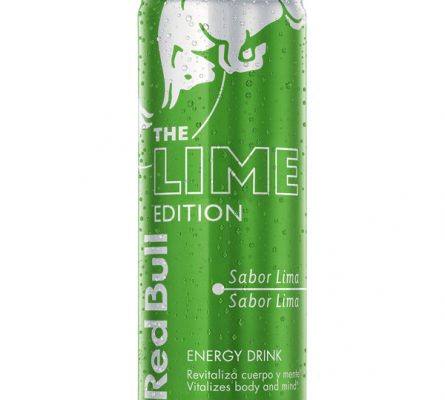 THE
LIME
EDITION
Red Bull
Sabor Lima
Sabor Lima
ENERGY DRINK
Revitalizá cuerpo y mente
Vitalizes body and mind®